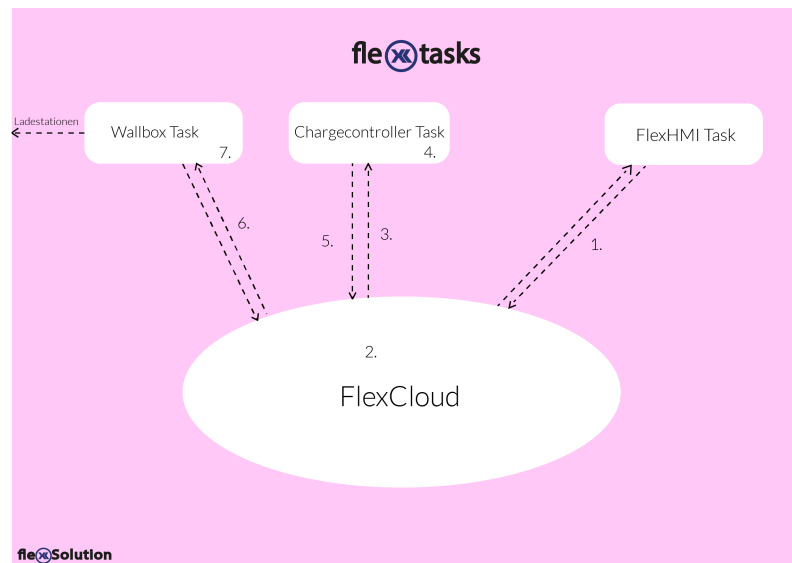 flextasks
Ladestationen
Wallbox Task
7.
Chargecontroller Task
4.
FlexHMI Task
6.
5.
3.
1.
2.
FlexCloud
flexSolution